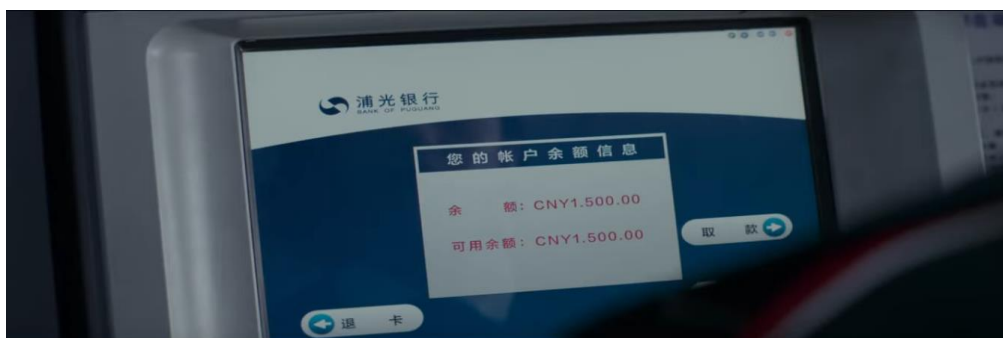 浦光银行
BANK OF PUGUANG
您的帐户余额信息
余 额：CNY1.500.00
可用余额：CNY1.500.00
取 款
退 卡